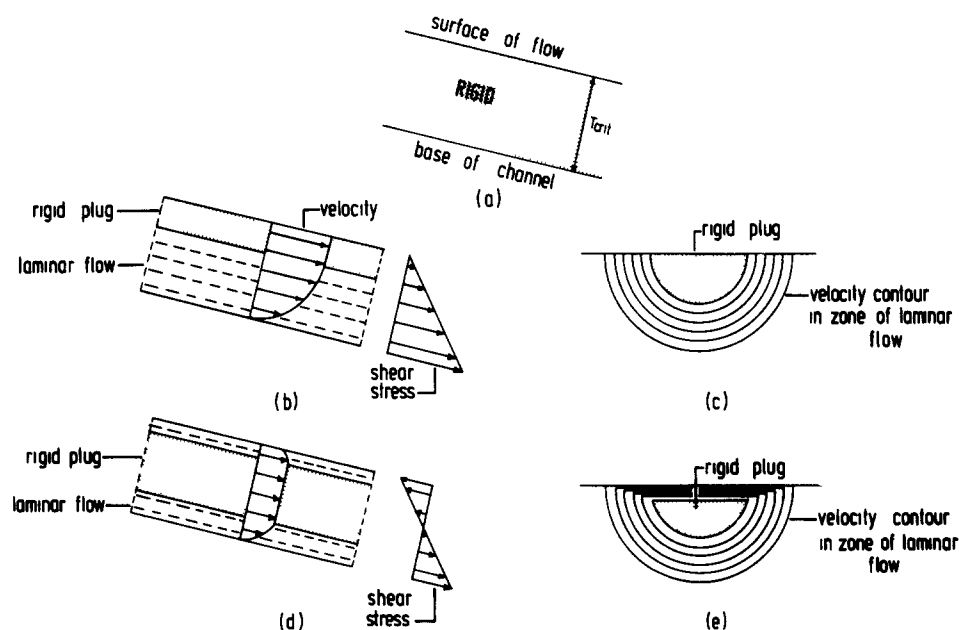 surface of flow
RIGID
Tcrit
base of channel
(a)
rigid plug
velocity
laminar flow
shear
stress
(b)
rigid plug
velocity contour
in zone of laminar
flow
(c)
rigid plug
laminar flow
shear
stress
(d)
rigid plug
velocity contour
in zone of laminar
flow
(e)